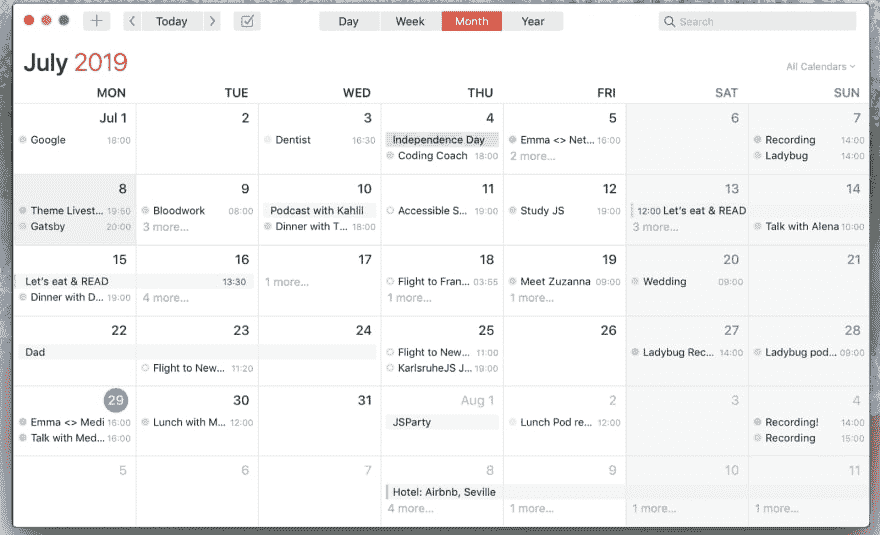 Today
Day
Week
Month
Year
Search
July 2019
All Calendars
MON
TUE
WED
THU
FRI
SAT
SUN
Jul 1
2
3
4
5
6
7
Google 18:00
Dentist 16:30
Independence Day
Coding Coach 18:00
Emma <> Net... 16:00
2 more...
Recording 14:00
Ladybug 14:00
8
9
10
11
12
13
14
Theme Livest... 19:50
Gatsby 20:00
Bloodwork 08:00
3 more...
Podcast with Kahlil
Dinner with T... 18:00
Accessible S... 19:00
Study JS 19:00
12:00 Let's eat & READ
3 more...
Talk with Alena 10:00
15
16
17
18
19
20
21
Let's eat & READ 13:30
Dinner with D... 19:00
4 more...
1 more...
Flight to Fran... 03:55
1 more...
Meet Zuzanna 09:00
1 more...
Wedding 09:00
22
23
24
25
26
27
28
Dad
Flight to New... 11:20
Flight to New... 11:00
KarlsruheJS J... 19:00
Ladybug Rec... 14:00
Ladybug pod... 09:00
29
30
31
Aug 1
2
3
4
Emma <> Medi 16:00
Talk with Med... 16:00
Lunch with M... 12:00
JSParty
Lunch Pod re... 12:00
Recording! 14:00
Recording 15:00
5
6
7
8
9
10
11
Hotel: Airbnb, Seville
4 more...
1 more...
1 more...
1 more...